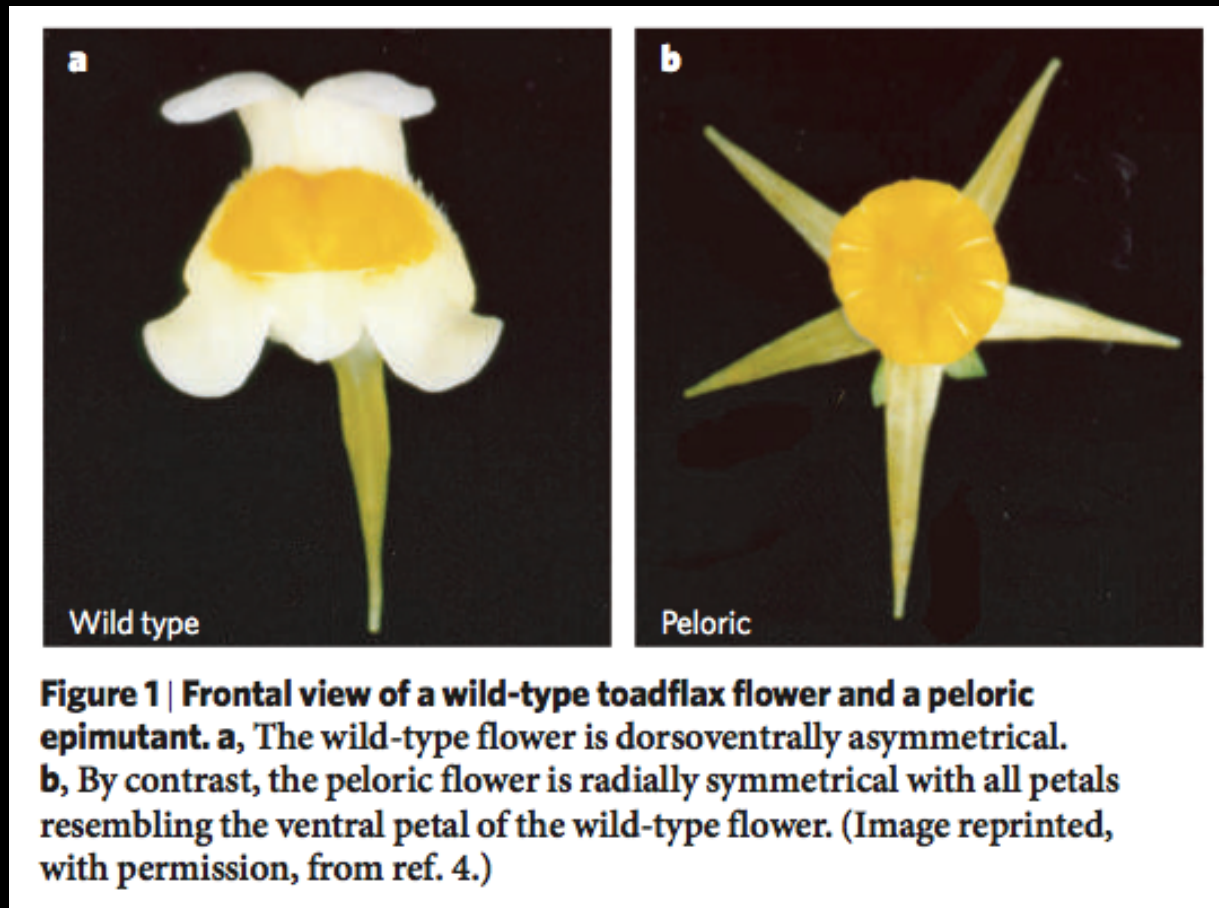 a
b
Wild type
Peloric
Figure 1 | Frontal view of a wild-type toadflax flower and a peloric
epimutant. a, The wild-type flower is dorsoventrally asymmetrical.
b, By contrast, the peloric flower is radially symmetrical with all petals
resembling the ventral petal of the wild-type flower. (Image reprinted,
with permission, from ref. 4.)